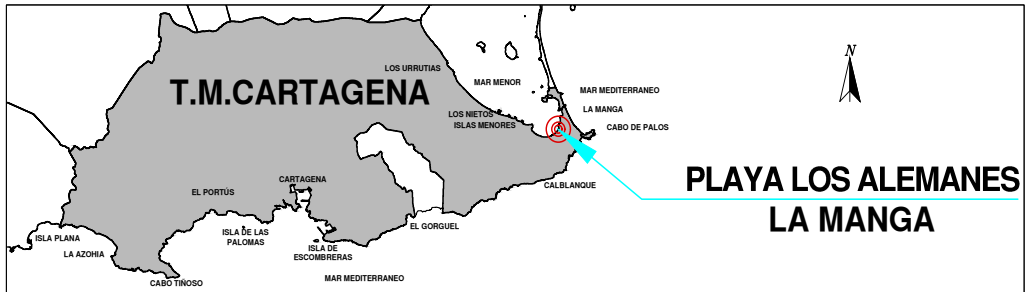 LOS URRUTIAS
T.M.CARTAGENA
MAR MENOR
MAR MEDITERRANEO
LA MANGA
LOS NIETOS
ISLAS MENORES
CABO DE PALOS
N
PLAYA LOS ALEMANES
LA MANGA
CALBLANQUE
CARTAGENA
EL PORTÚS
EL GORGUEL
ISLA PLANA
LA AZOHIA
ISLA DE LAS
PALOMAS
ISLA DE
ESCOMBRERAS
CABO TIÑOSO
MAR MEDITERRANEO